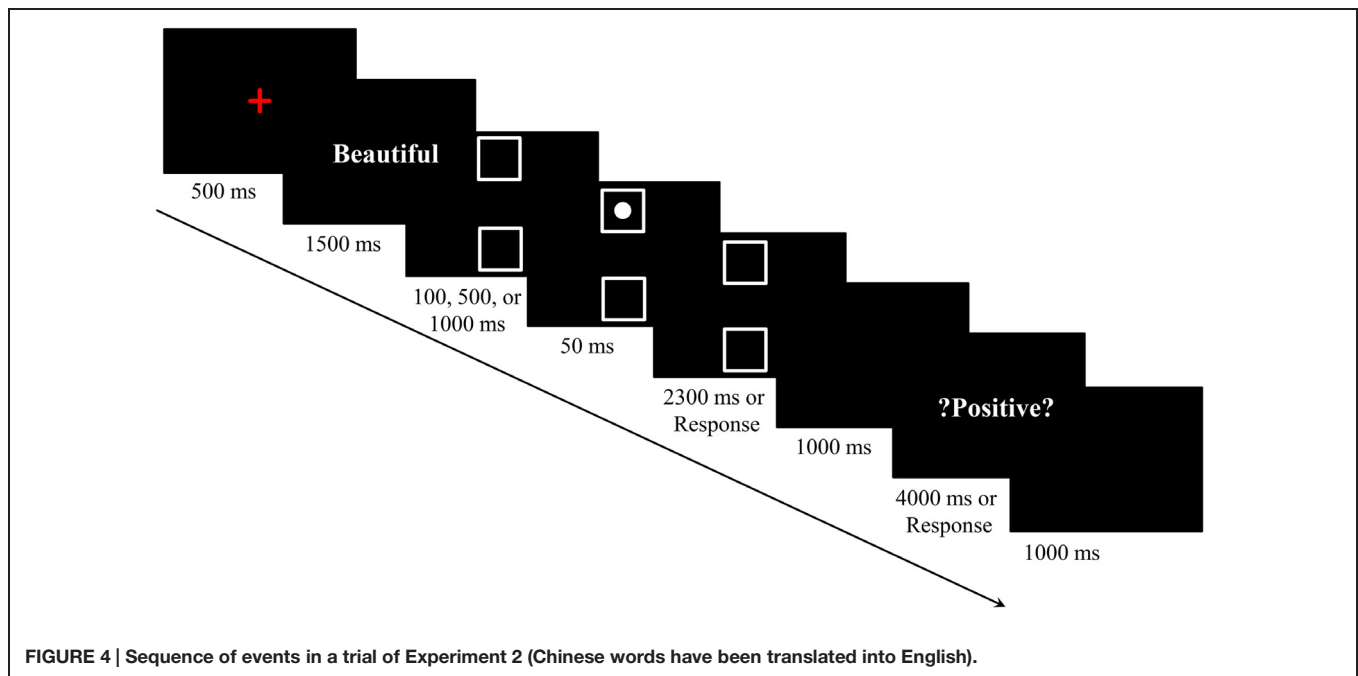 Beautiful
500 ms
1500 ms
100, 500, or
1000 ms
50 ms
2300 ms or
Response
?Positive?
1000 ms
4000 ms or
Response
1000 ms
FIGURE 4 | Sequence of events in a trial of Experiment 2 (Chinese words have been translated into English).